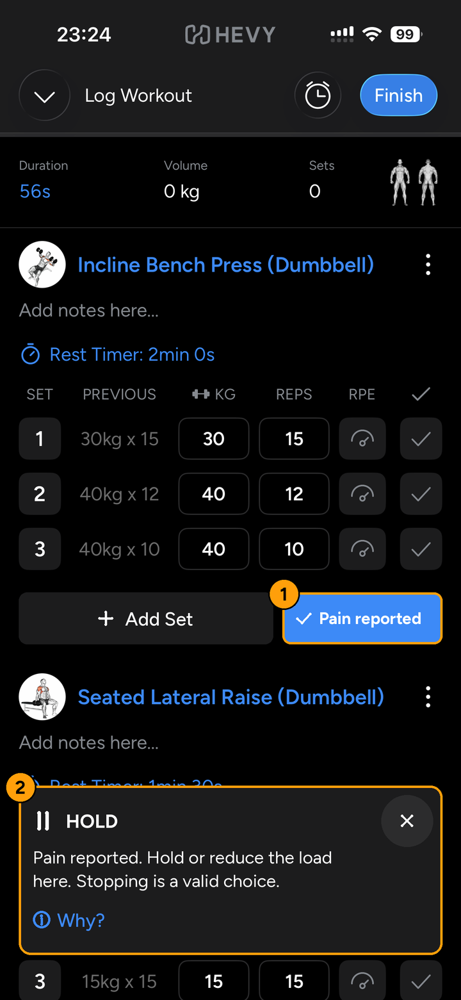 23:24 HEVY 99
Log Workout Finish
Duration Volume Sets
56s 0 kg 0
Incline Bench Press (Dumbbell)
Add notes here...
Rest Timer: 2min 0s
SET PREVIOUS KG REPS RPE
1 30kg x 15 30 15
2 40kg x 12 40 12
3 40kg x 10 40 10
1
+ Add Set Pain reported
Seated Lateral Raise (Dumbbell)
Add notes here...
Rest Timer: 1min 30s
2
HOLD
Pain reported. Hold or reduce the load
here. Stopping is a valid choice.
Why?
3 15kg x 15 15 15